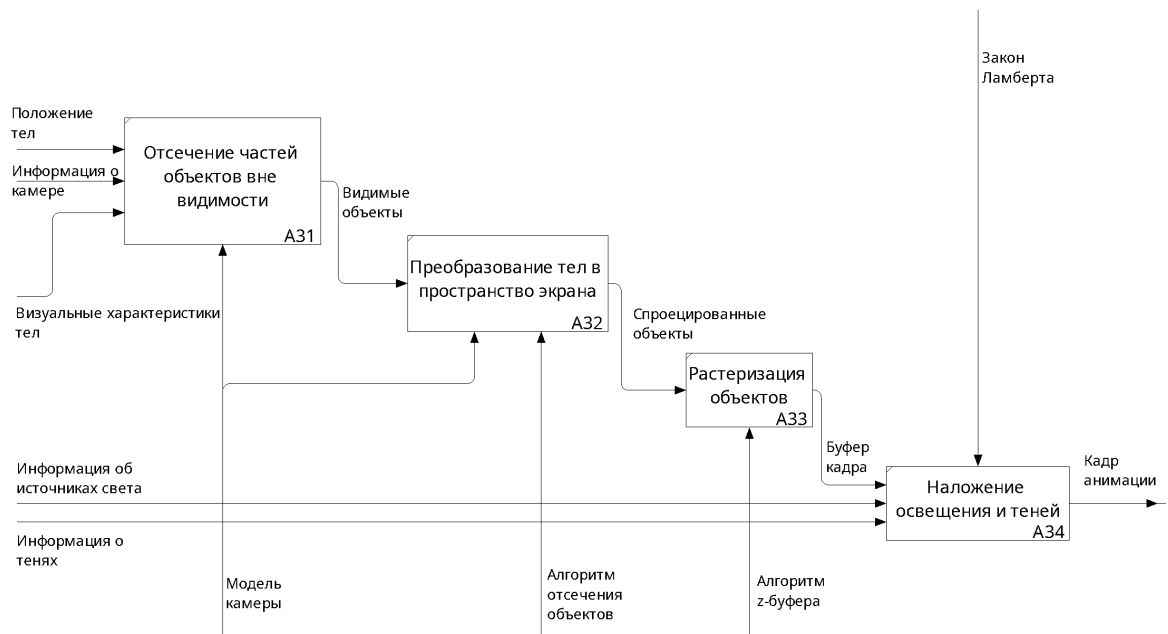 Закон
Ламберта
Положение
тел
Информация о
камере
Отсечение частей
объектов вне
видимости
A31
Видимые
объекты
Преобразование тел в
пространство экрана
A32
Визуальные характеристики
тел
Спроецированные
объекты
Растеризация
объектов
A33
Буфер
кадра
Информация об
источниках света
Наложение
освещения и теней
A34
Кадр
анимации
Информация о
тенях
Модель
камеры
Алгоритм
отсечения
объектов
Алгоритм
z-буфера